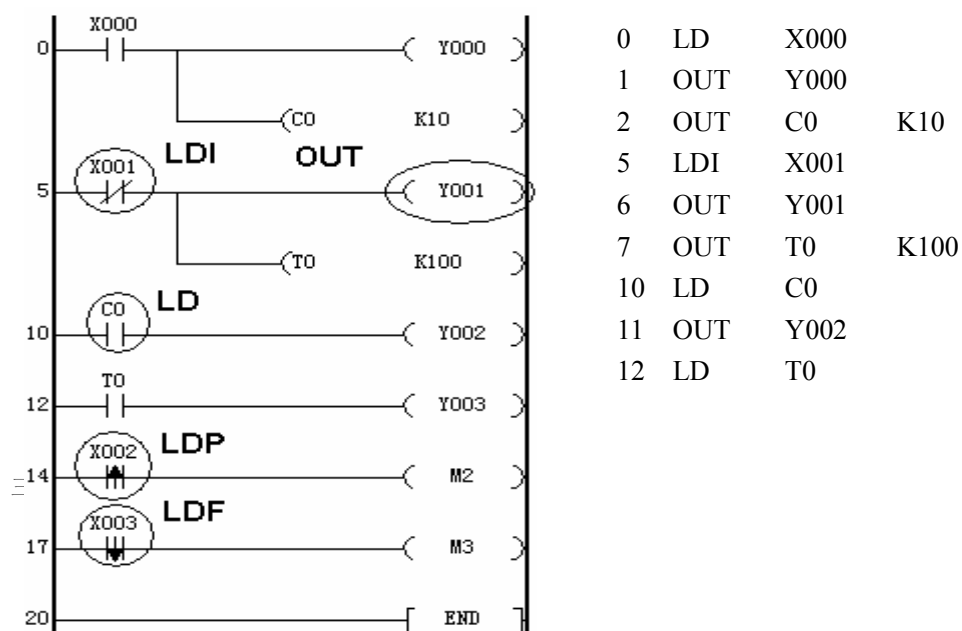 X000
0 Y000
C0 K10
X001 LDI OUT
5 Y001
T0 K100
C0 LD
10 Y002
T0
12 Y003
X002 LDP
14 M2
X003 LDF
17 M3
20 END
0 LD X000
1 OUT Y000
2 OUT C0 K10
5 LDI X001
6 OUT Y001
7 OUT T0 K100
10 LD C0
11 OUT Y002
12 LD T0